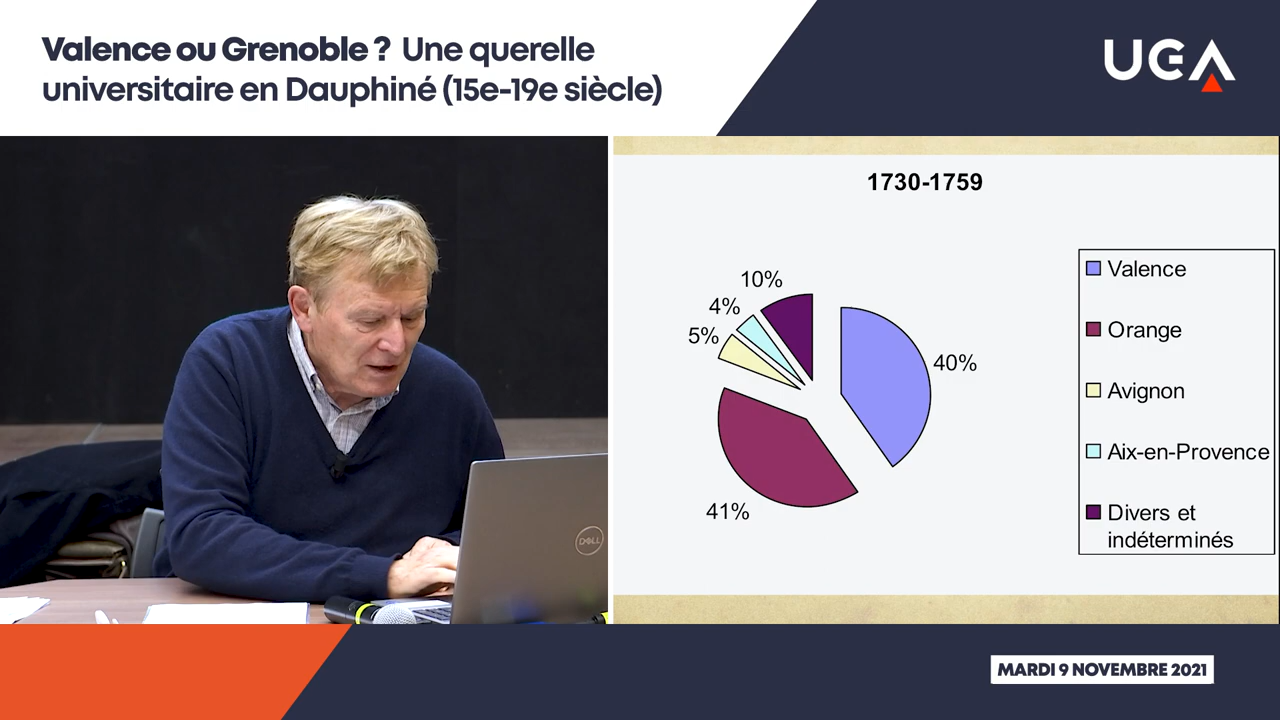 Valence ou Grenoble ? Une querelle
universitaire en Dauphiné (15e-19e siècle)
UGA
1730-1759
10%
4%
5%
40%
41%
Valence
Orange
Avignon
Aix-en-Provence
Divers et
indéterminés
DELL
MARDI 9 NOVEMBRE 2021